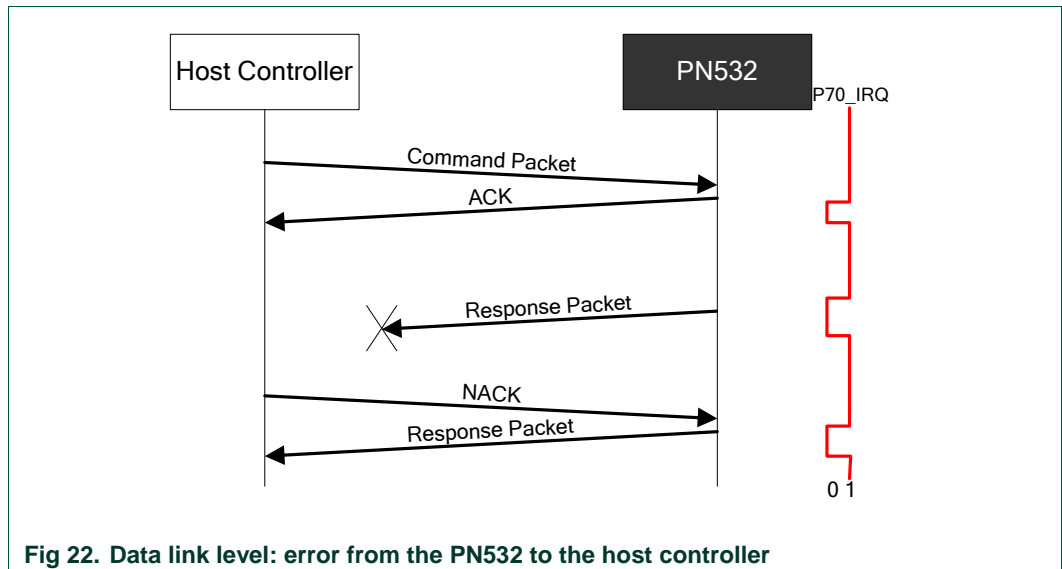 Host Controller
PN532
P70_IRQ
Command Packet
ACK
Response Packet
NACK
Response Packet
0 1
Fig 22. Data link level: error from the PN532 to the host controller